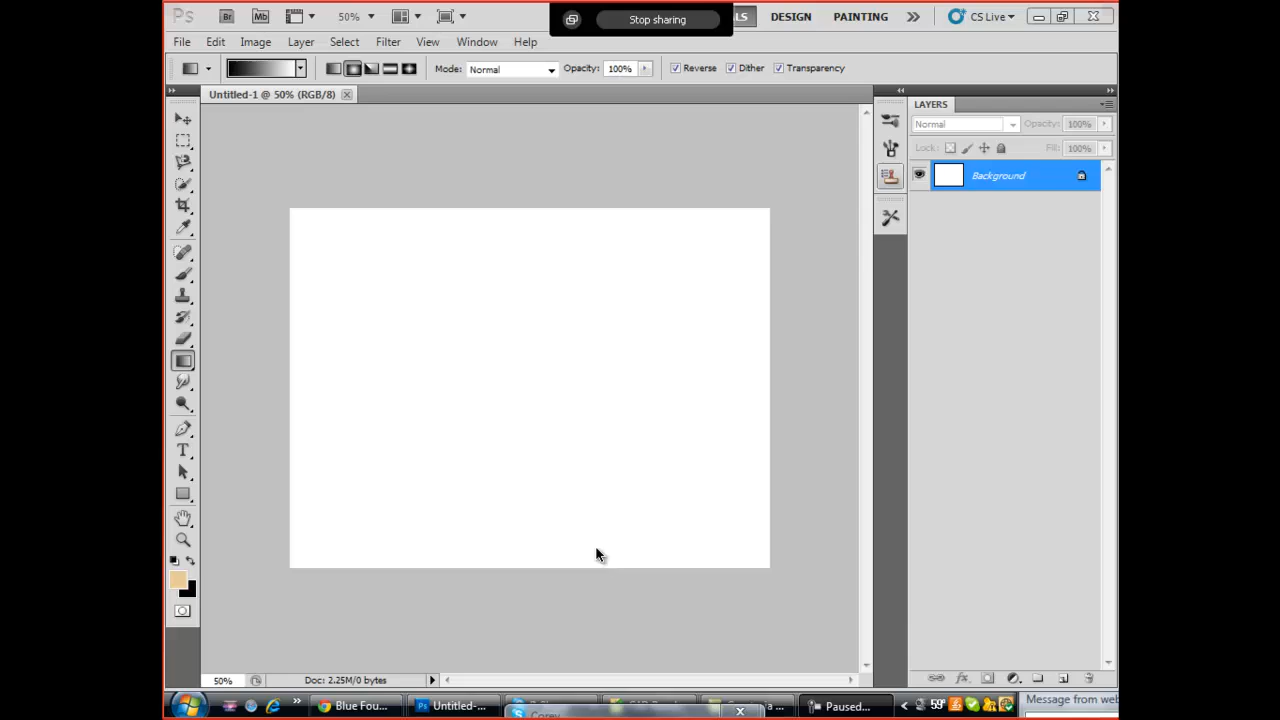 Ps Br Mb 50% Stop sharing LS DESIGN PAINTING CS Live
File Edit Image Layer Select Filter View Window Help
Mode: Normal Opacity: 100% Reverse Dither Transparency
Untitled-1 @ 50% (RGB/8) LAYERS
Normal Opacity: 100%
Lock: Fill: 100%
Background
T
50% Doc: 2.25M/0 bytes
Blue Fou... Untitled-... Paused... 59° Message from web
Corey